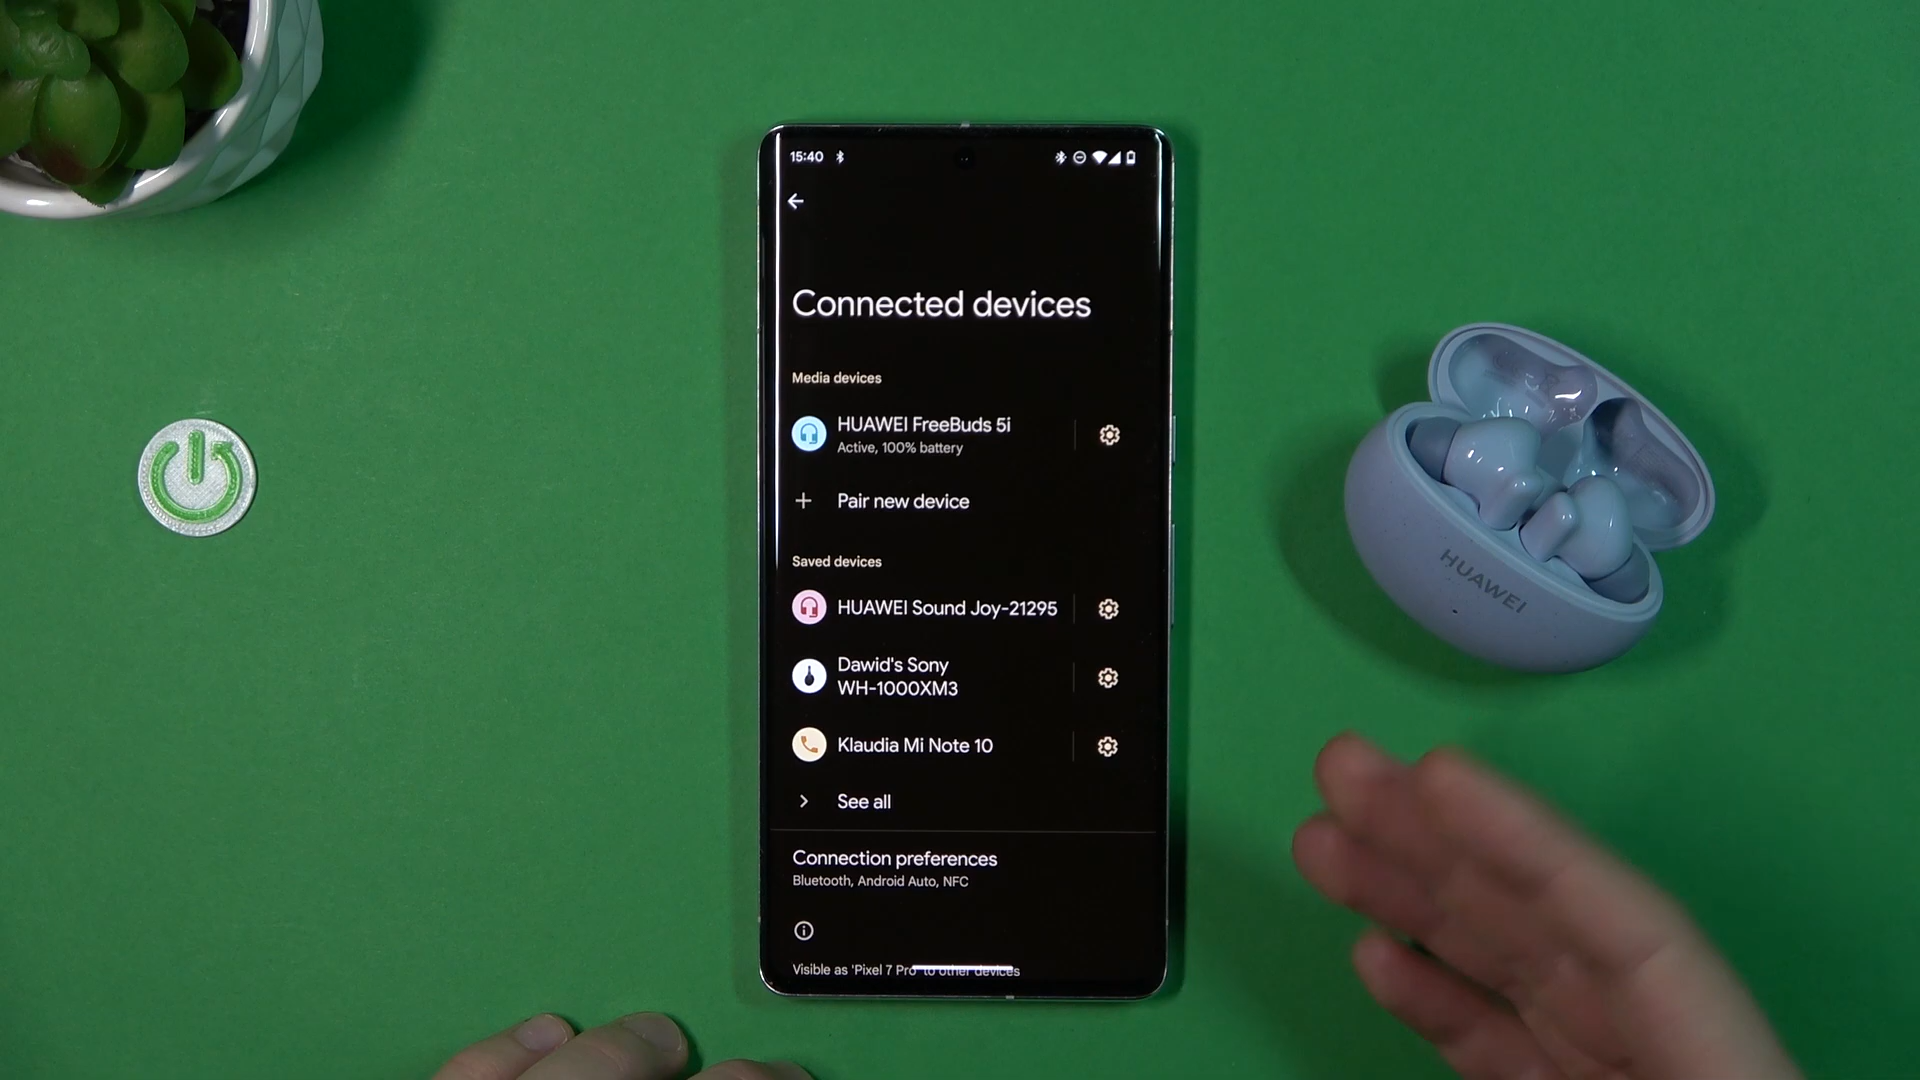 15:40
Connected devices
Media devices
HUAWEI FreeBuds 5i
Active, 100% battery
Pair new device
Saved devices
HUAWEI Sound Joy-21295
Dawid's Sony
WH-1000XM3
Klaudia Mi Note 10
See all
Connection preferences
Bluetooth, Android Auto, NFC
Visible as 'Pixel 7 Pro' to other devices
HUAWEI